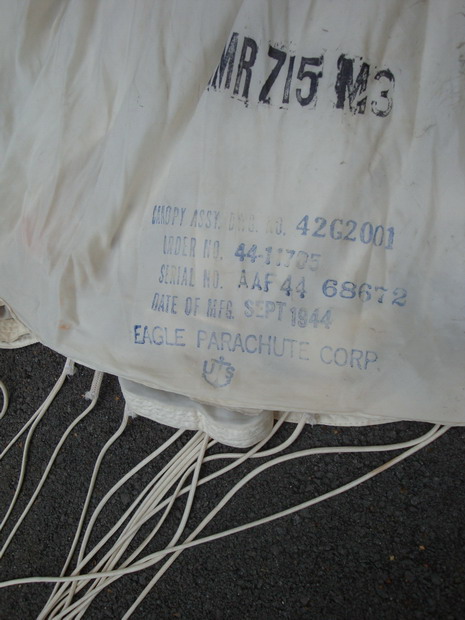 MR 715 M3
CANOPY ASSY. DWG. NO. 42G2001
ORDER NO. 44-11705
SERIAL NO. AAF 44 68672
DATE OF MFG. SEPT 1944
EAGLE PARACHUTE CORP.
U S